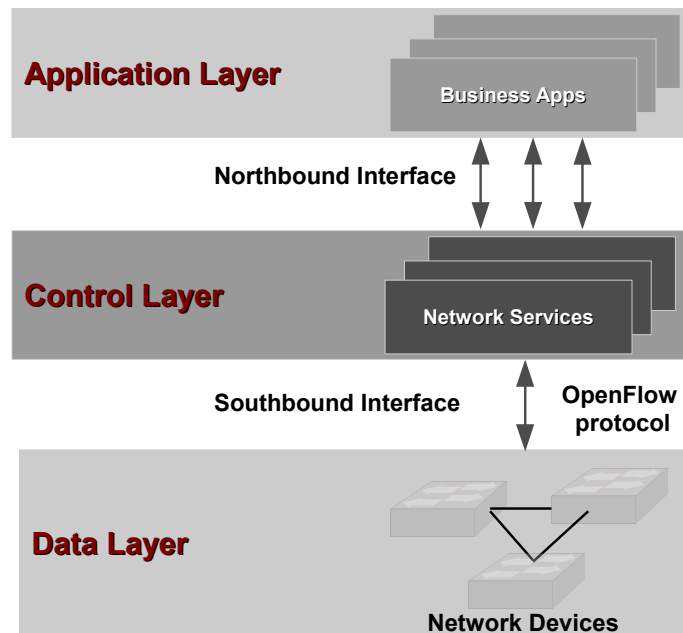 Application Layer
Business Apps
Northbound Interface
Control Layer
Network Services
Southbound Interface
OpenFlow
protocol
Data Layer
Network Devices